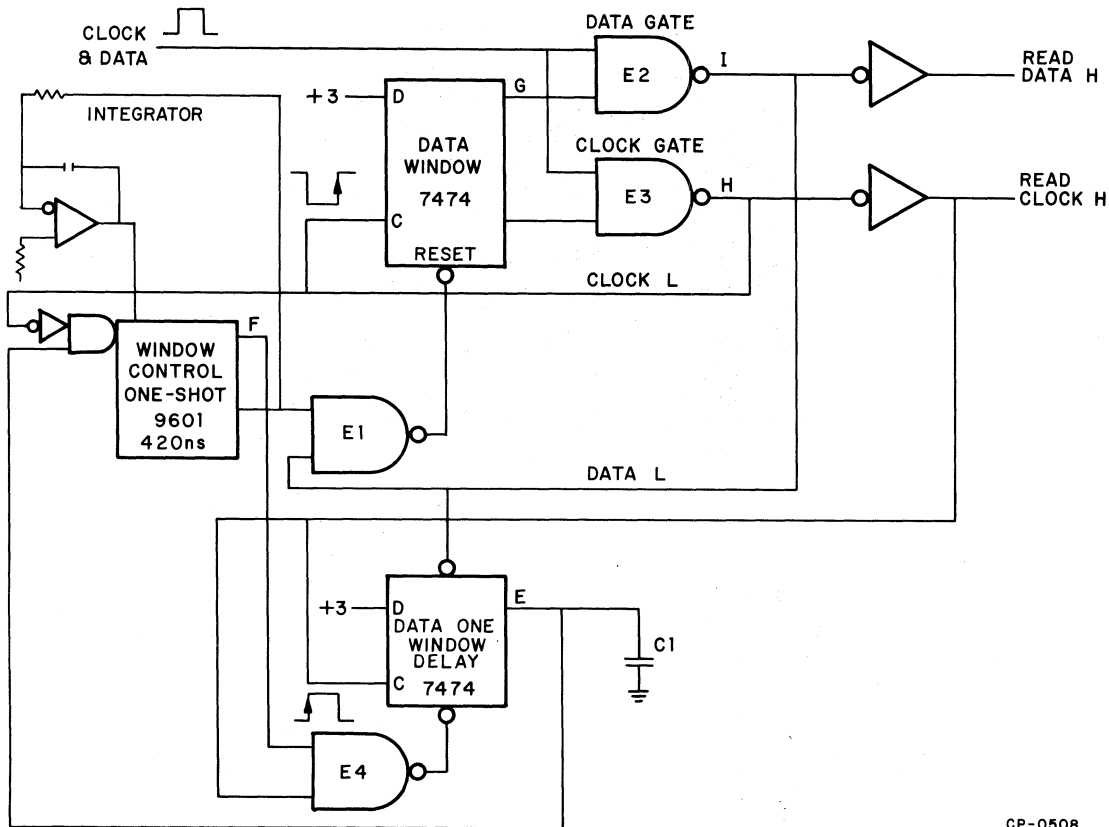 CLOCK
& DATA
DATA GATE
E2
I
READ
DATA H
INTEGRATOR
+3
D
G
DATA
WINDOW
7474
C
RESET
CLOCK GATE
E3
H
READ
CLOCK H
CLOCK L
F
WINDOW
CONTROL
ONE-SHOT
9601
420ns
E1
DATA L
+3
D
E
DATA ONE
WINDOW
DELAY
C
7474
C1
E4
CP-0508